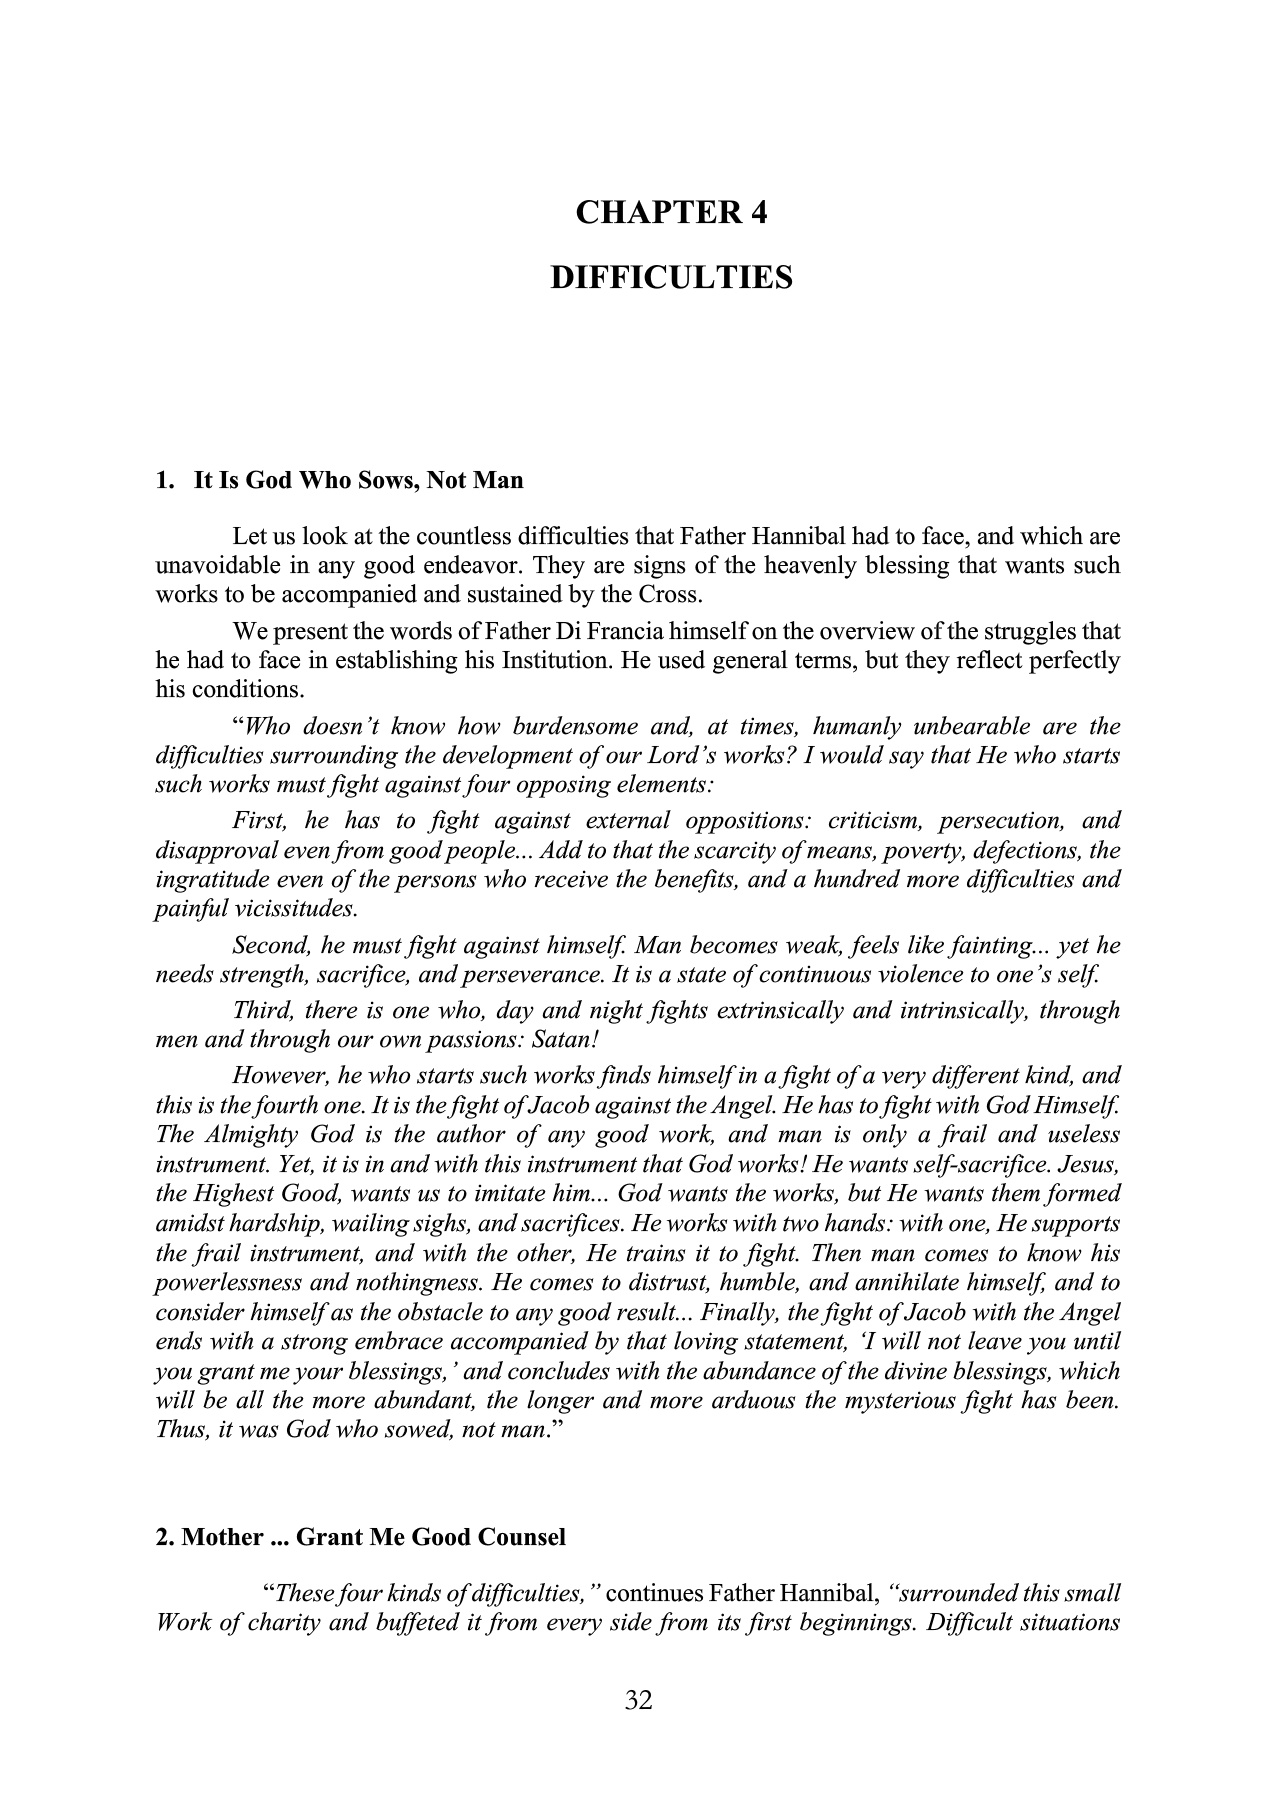 CHAPTER 4
DIFFICULTIES
1. It Is God Who Sows, Not Man
Let us look at the countless difficulties that Father Hannibal had to face, and which are
unavoidable in any good endeavor. They are signs of the heavenly blessing that wants such
works to be accompanied and sustained by the Cross.
We present the words of Father Di Francia himself on the overview of the struggles that
he had to face in establishing his Institution. He used general terms, but they reflect perfectly
his conditions.
“Who doesn’t know how burdensome and, at times, humanly unbearable are the
difficulties surrounding the development of our Lord’s works? I would say that He who starts
such works must fight against four opposing elements:
First, he has to fight against external oppositions: criticism, persecution, and
disapproval even from good people... Add to that the scarcity of means, poverty, defections, the
ingratitude even of the persons who receive the benefits, and a hundred more difficulties and
painful vicissitudes.
Second, he must fight against himself. Man becomes weak, feels like fainting... yet he
needs strength, sacrifice, and perseverance. It is a state of continuous violence to one’s self.
Third, there is one who, day and night fights extrinsically and intrinsically, through
men and through our own passions: Satan!
However, he who starts such works finds himself in a fight of a very different kind, and
this is the fourth one. It is the fight of Jacob against the Angel. He has to fight with God Himself.
The Almighty God is the author of any good work, and man is only a frail and useless
instrument. Yet, it is in and with this instrument that God works! He wants self-sacrifice. Jesus,
the Highest Good, wants us to imitate him... God wants the works, but He wants them formed
amidst hardship, wailing sighs, and sacrifices. He works with two hands: with one, He supports
the frail instrument, and with the other, He trains it to fight. Then man comes to know his
powerlessness and nothingness. He comes to distrust, humble, and annihilate himself, and to
consider himself as the obstacle to any good result... Finally, the fight of Jacob with the Angel
ends with a strong embrace accompanied by that loving statement, ‘I will not leave you until
you grant me your blessings,’ and concludes with the abundance of the divine blessings, which
will be all the more abundant, the longer and more arduous the mysterious fight has been.
Thus, it was God who sowed, not man.”
2. Mother ... Grant Me Good Counsel
“These four kinds of difficulties,” continues Father Hannibal, “surrounded this small
Work of charity and buffeted it from every side from its first beginnings. Difficult situations
32